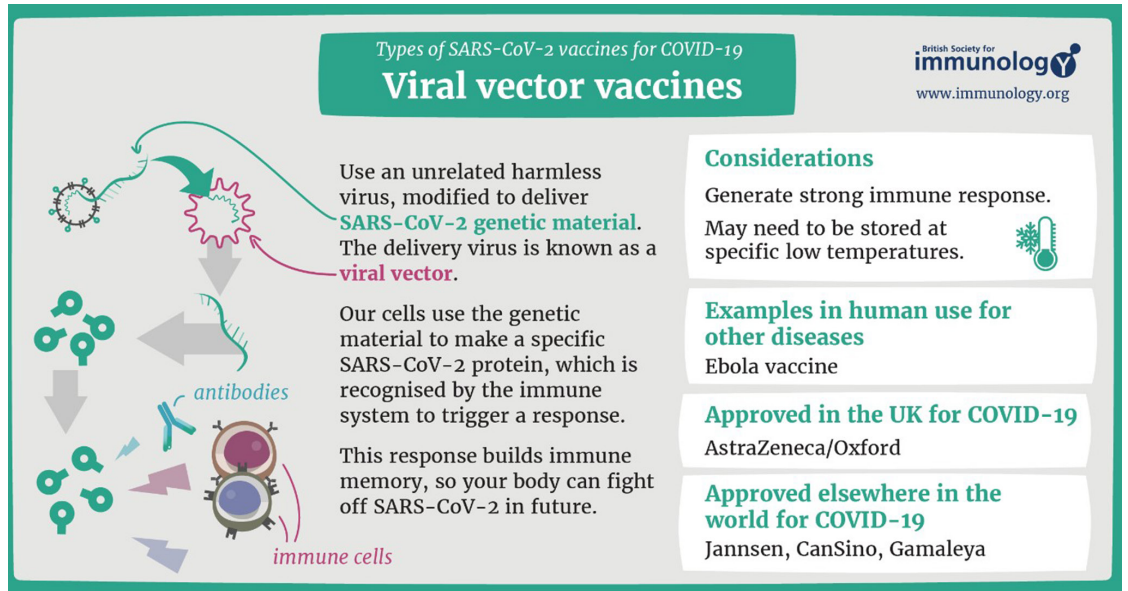 Types of SARS-CoV-2 vaccines for COVID-19
Viral vector vaccines
British Society for
immunology
www.immunology.org
Use an unrelated harmless
virus, modified to deliver
SARS-CoV-2 genetic material.
The delivery virus is known as a
viral vector.
Our cells use the genetic
material to make a specific
SARS-CoV-2 protein, which is
recognised by the immune
system to trigger a response.
This response builds immune
memory, so your body can fight
off SARS-CoV-2 in future.
antibodies
immune cells
Considerations
Generate strong immune response.
May need to be stored at
specific low temperatures.
Examples in human use for
other diseases
Ebola vaccine
Approved in the UK for COVID-19
AstraZeneca/Oxford
Approved elsewhere in the
world for COVID-19
Jannsen, CanSino, Gamaleya